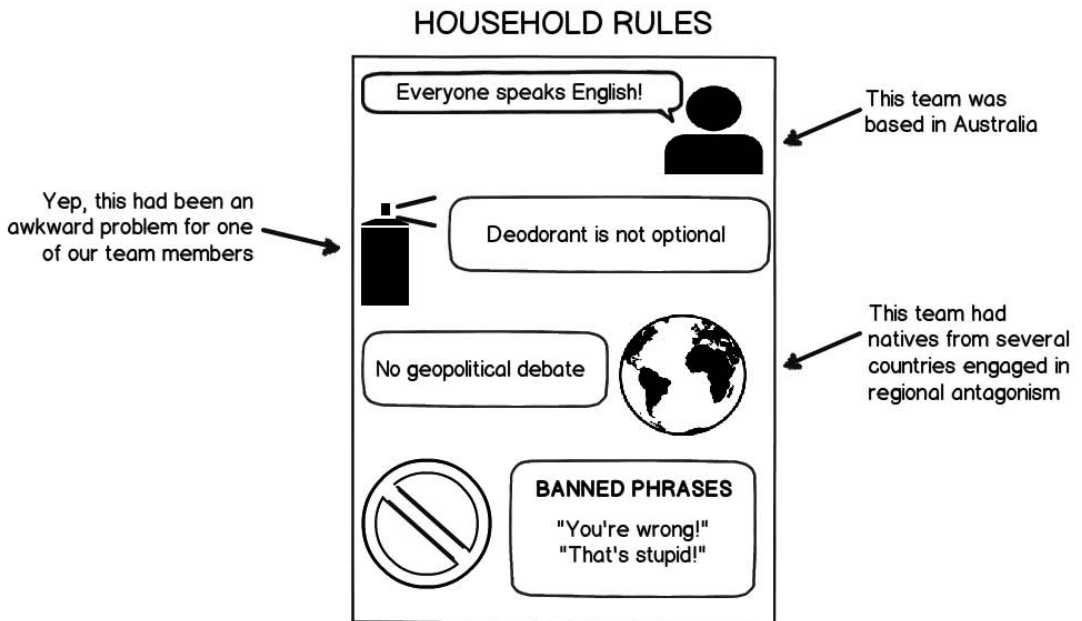 HOUSEHOLD RULES
Everyone speaks English!
This team was
based in Australia
Yep, this had been an
awkward problem for one
of our team members
Deodorant is not optional
This team had
natives from several
countries engaged in
regional antagonism
No geopolitical debate
BANNED PHRASES
"You're wrong!"
"That's stupid!"